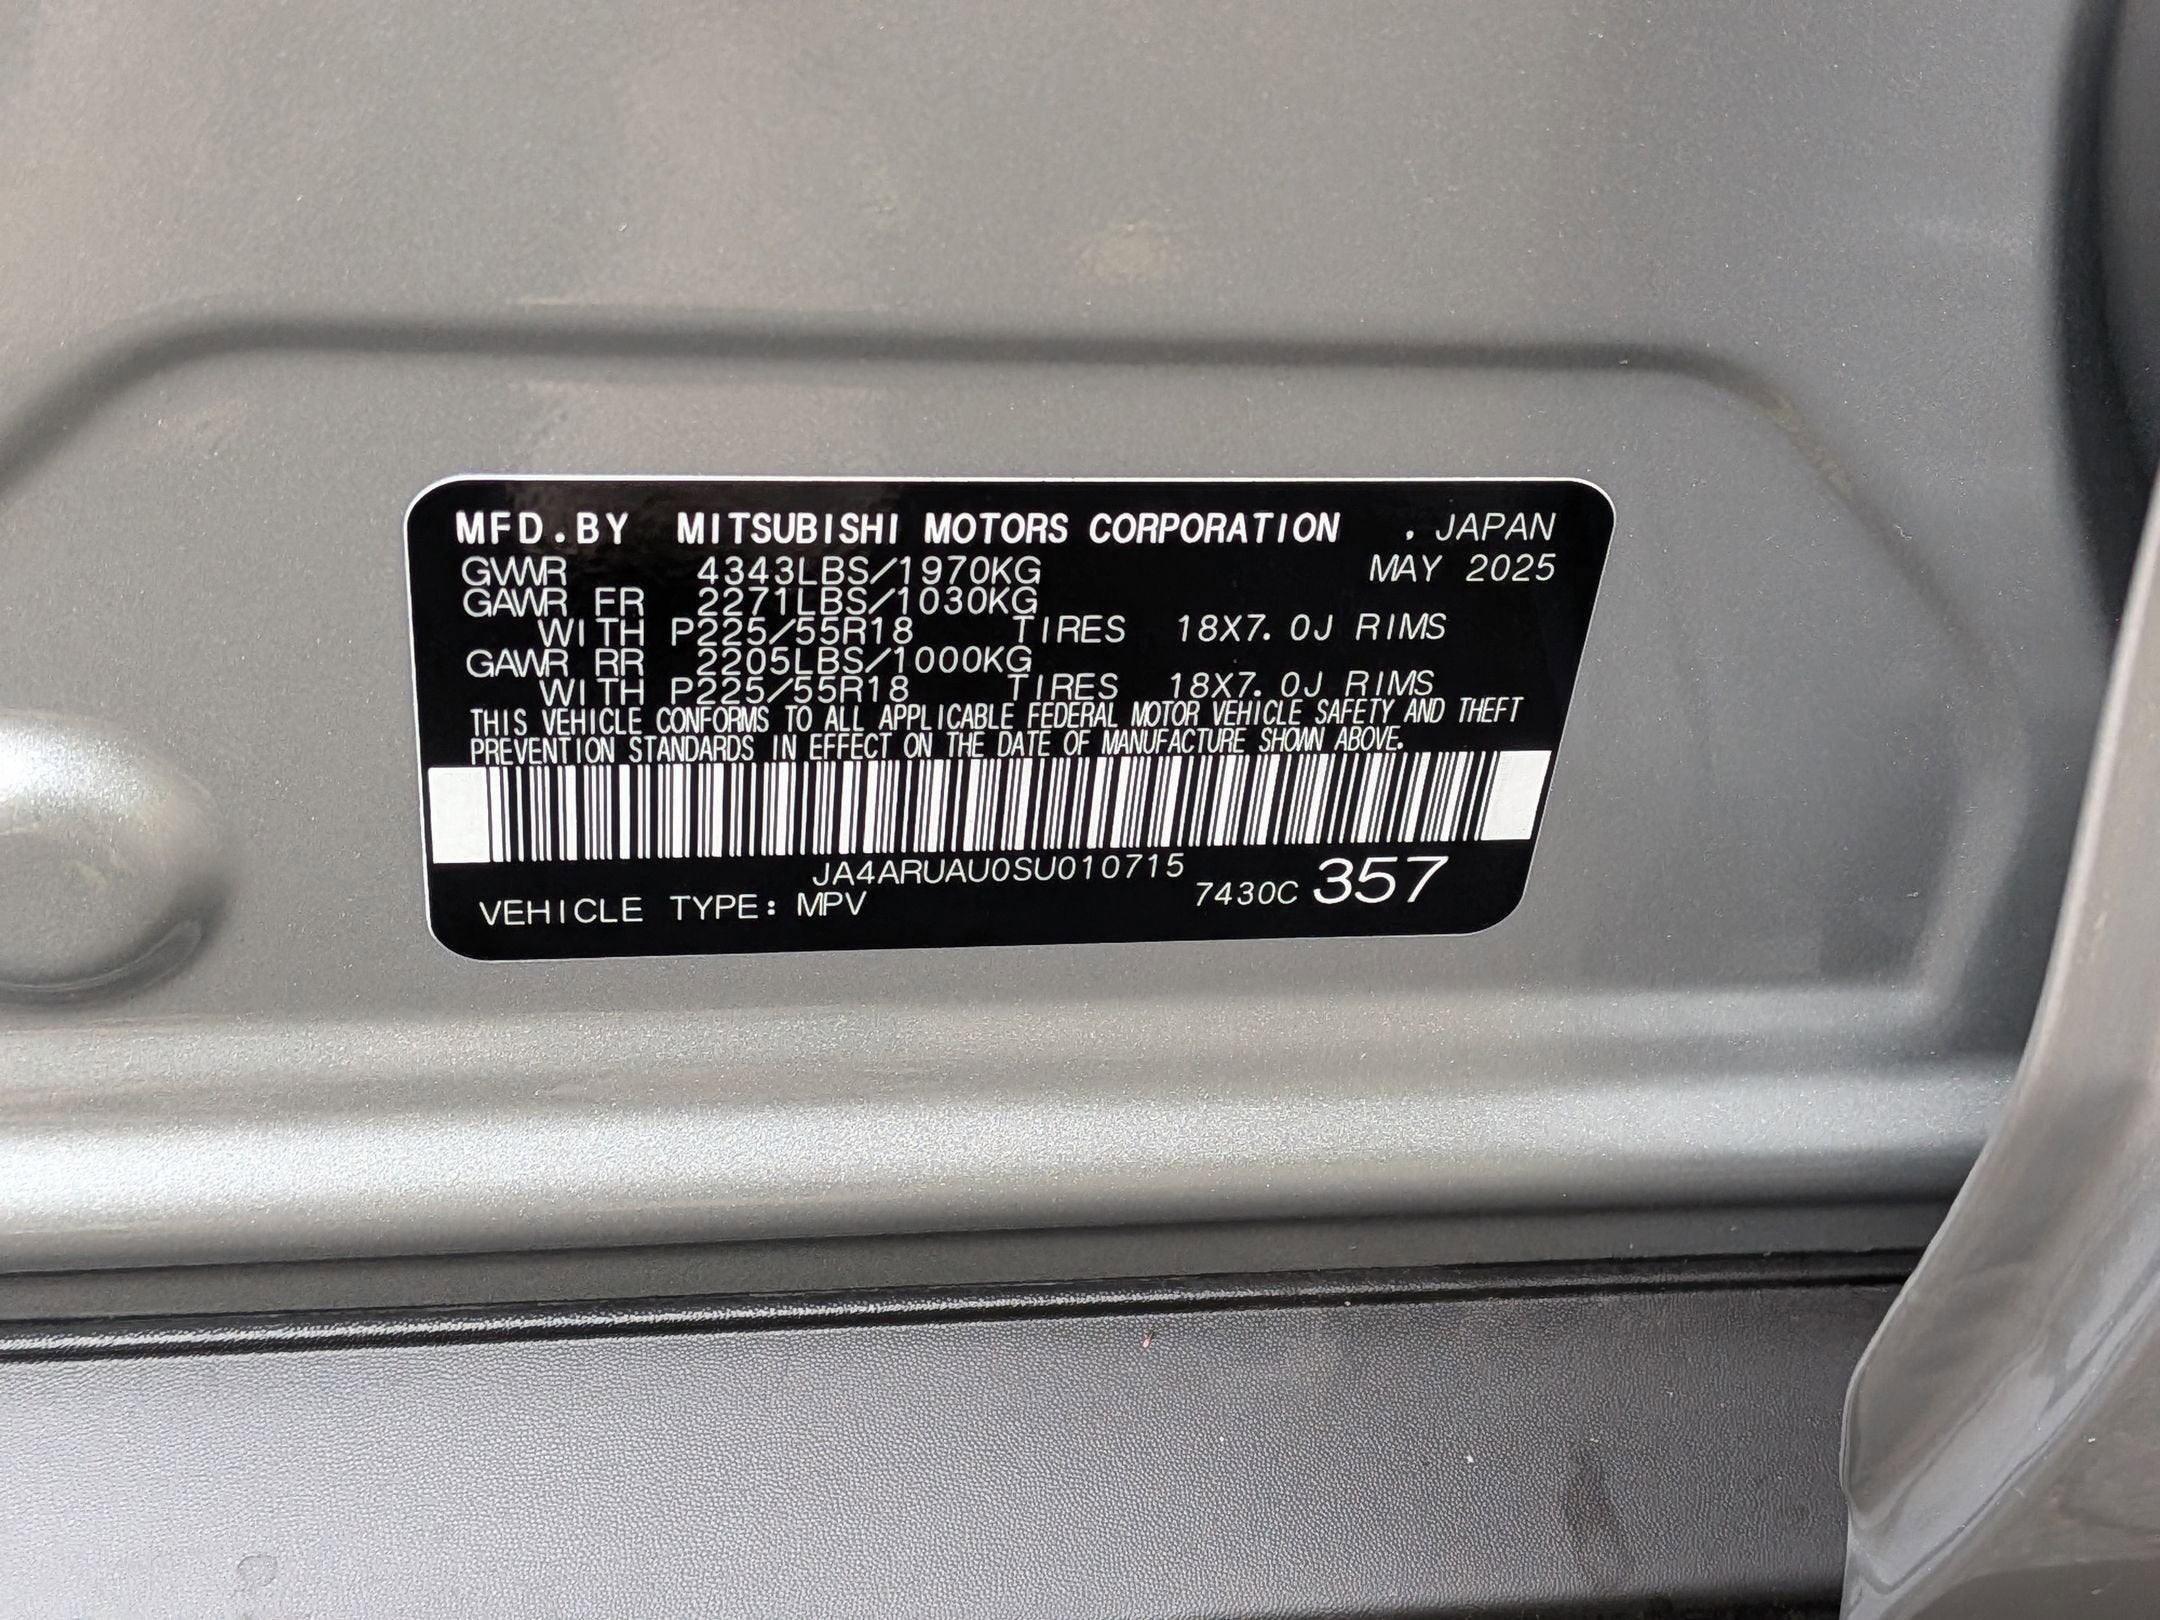 MFD.BY MITSUBISHI MOTORS CORPORATION . JAPAN
GVWR 4343LBS/1970KG MAY 2025
GAWR FR 2271LBS/1030KG
WITH P225/55R18 TIRES 18X7.0J RIMS
GAWR RR 2205LBS/1000KG
WITH P225/55R18 TIRES 18X7.0J RIMS
THIS VEHICLE CONFORMS TO ALL APPLICABLE FEDERAL MOTOR VEHICLE SAFETY AND THEFT
PREVENTION STANDARDS IN EFFECT ON THE DATE OF MANUFACTURE SHOWN ABOVE.
JA4ARUAU0SU010715
VEHICLE TYPE: MPV 7430C 357